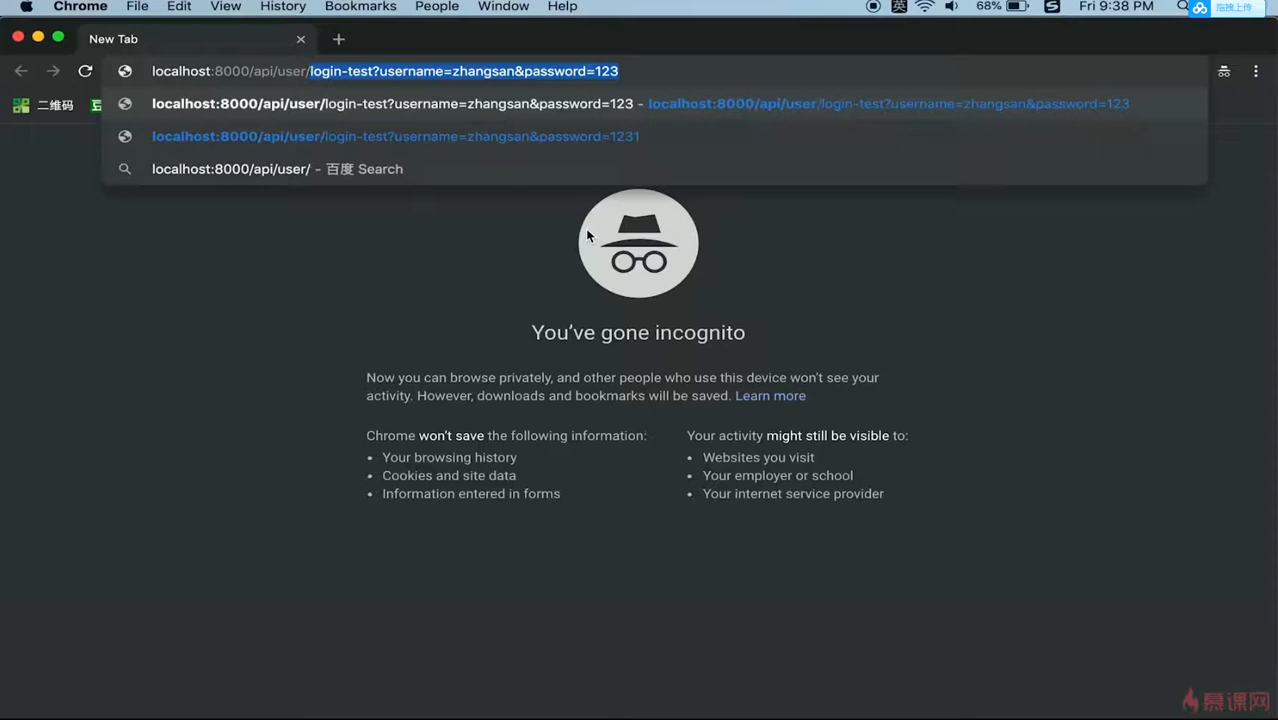 Chrome File Edit View History Bookmarks People Window Help 英 68% Fri 9:38 PM 拖拽上传
New Tab
localhost:8000/api/user/login-test?username=zhangsan&password=123
二维码
localhost:8000/api/user/login-test?username=zhangsan&password=123 - localhost:8000/api/user/login-test?username=zhangsan&password=123
localhost:8000/api/user/login-test?username=zhangsan&password=1231
localhost:8000/api/user/ - 百度 Search
You've gone incognito
Now you can browse privately, and other people who use this device won't see your
activity. However, downloads and bookmarks will be saved. Learn more
Chrome won't save the following information:
• Your browsing history
• Cookies and site data
• Information entered in forms
Your activity might still be visible to:
• Websites you visit
• Your employer or school
• Your internet service provider
慕课网